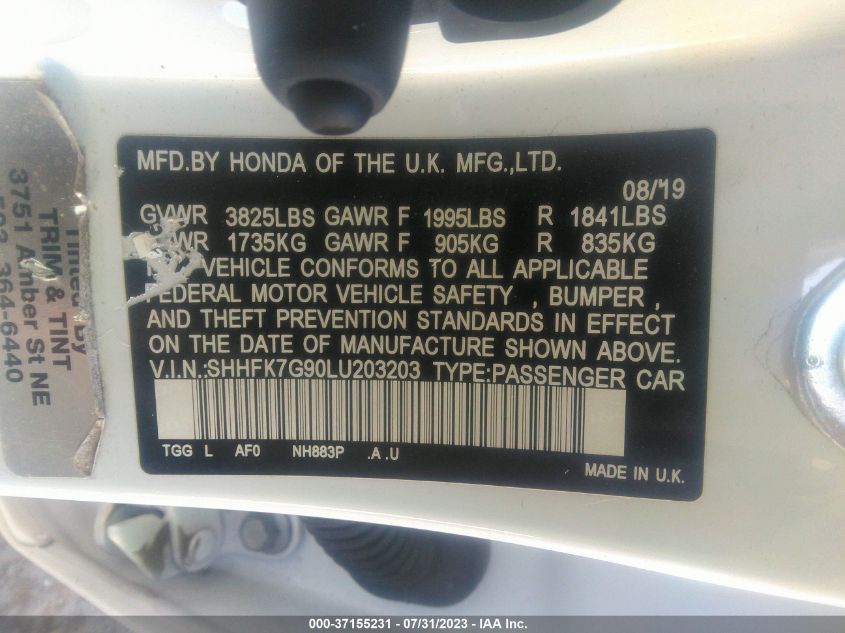 MFD.BY HONDA OF THE U.K. MFG.,LTD.
08/'19
GVWR 3825LBS GAWR F 1995LBS R 1841LBS
WR 1735KG GAWR F 905KG R 835KG
VEHICLE CONFORMS TO ALL APPLICABLE
FEDERAL MOTOR VEHICLE SAFETY , BUMPER ,
AND THEFT PREVENTION STANDARDS IN EFFECT
ON THE DATE OF MANUFACTURE SHOWN ABOVE.
V.I.N.:SHHFK7G90LU203203 TYPE:PASSENGER CAR
TGG L AF0 NH883P .A .U
MADE IN U.K.
Tinted by
TRIM & TINT
3751 Amber St NE
364-6440
000-37155231 - 07/31/2023 - IAA Inc.